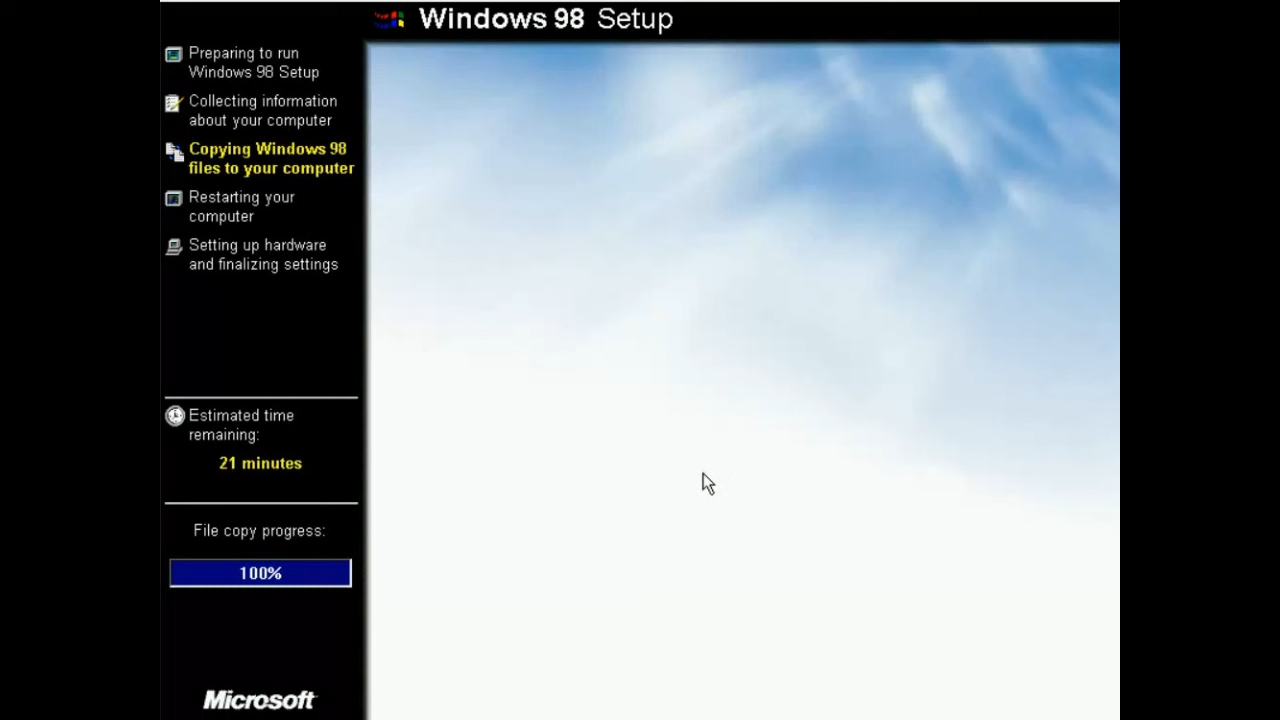 Windows 98 Setup
Preparing to run
Windows 98 Setup
Collecting information
about your computer
Copying Windows 98
files to your computer
Restarting your
computer
Setting up hardware
and finalizing settings
Estimated time
remaining:
21 minutes
File copy progress:
100%
Microsoft